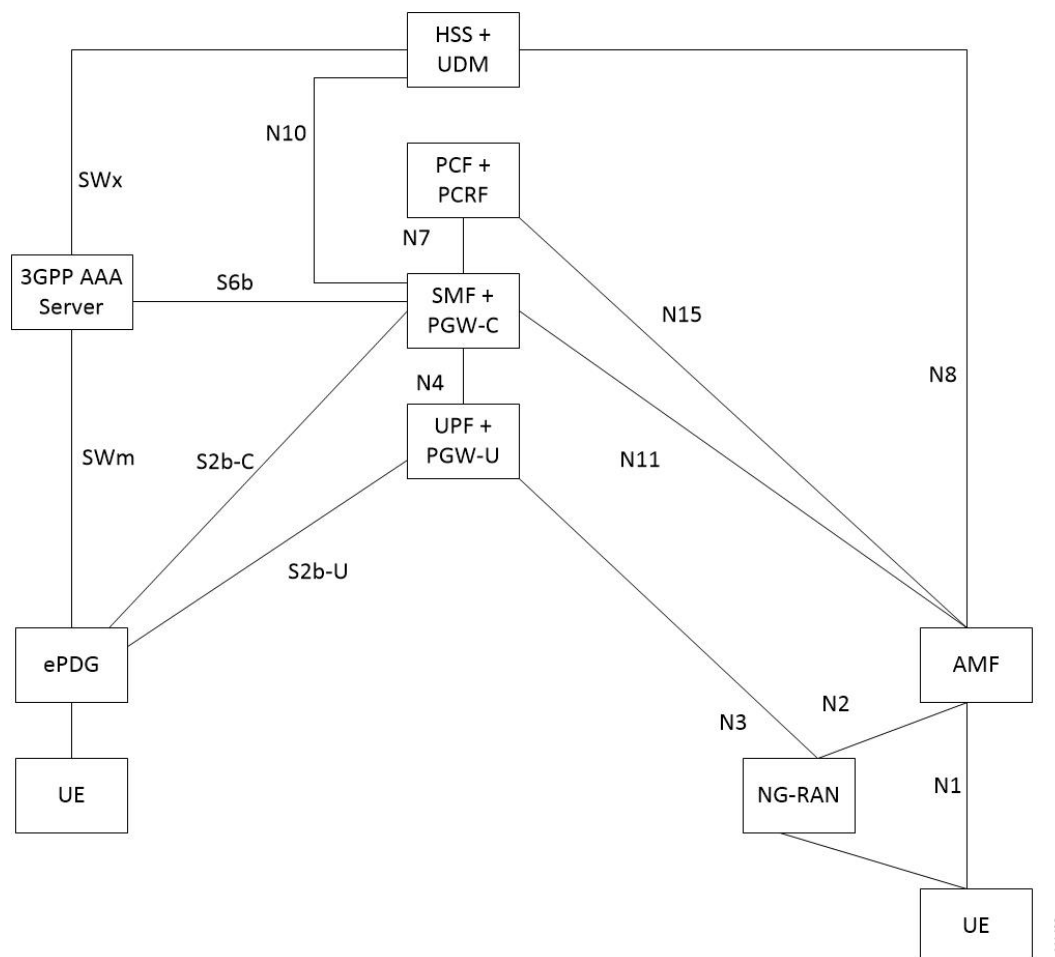 HSS +
UDM
N10
PCF +
PCRF
SWx
N7
3GPP AAA
Server
S6b
SMF +
PGW-C
N15
N8
N4
UPF +
PGW-U
SWm
S2b-C
N11
S2b-U
ePDG
AMF
N2
N3
UE
NG-RAN
N1
UE